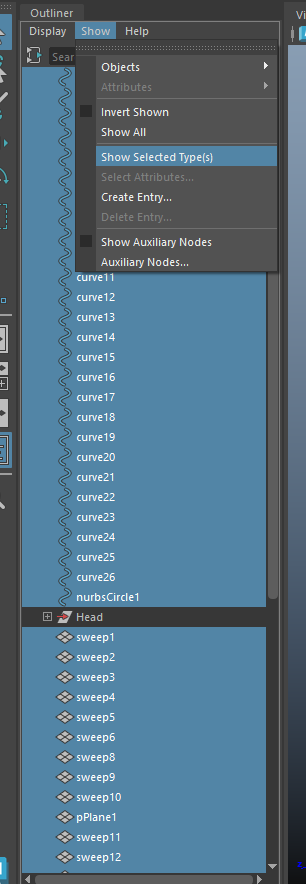 Outliner
Display Show Help
Sear
Objects
Attributes
Invert Shown
Show All
Show Selected Type(s)
Select Attributes...
Create Entry...
Delete Entry...
Show Auxiliary Nodes
Auxiliary Nodes...
curve11
curve12
curve13
curve14
curve15
curve16
curve17
curve18
curve19
curve20
curve21
curve22
curve23
curve24
curve25
curve26
nurbsCircle1
Head
sweep1
sweep2
sweep3
sweep4
sweep5
sweep6
sweep8
sweep9
sweep10
pPlane1
sweep11
sweep12